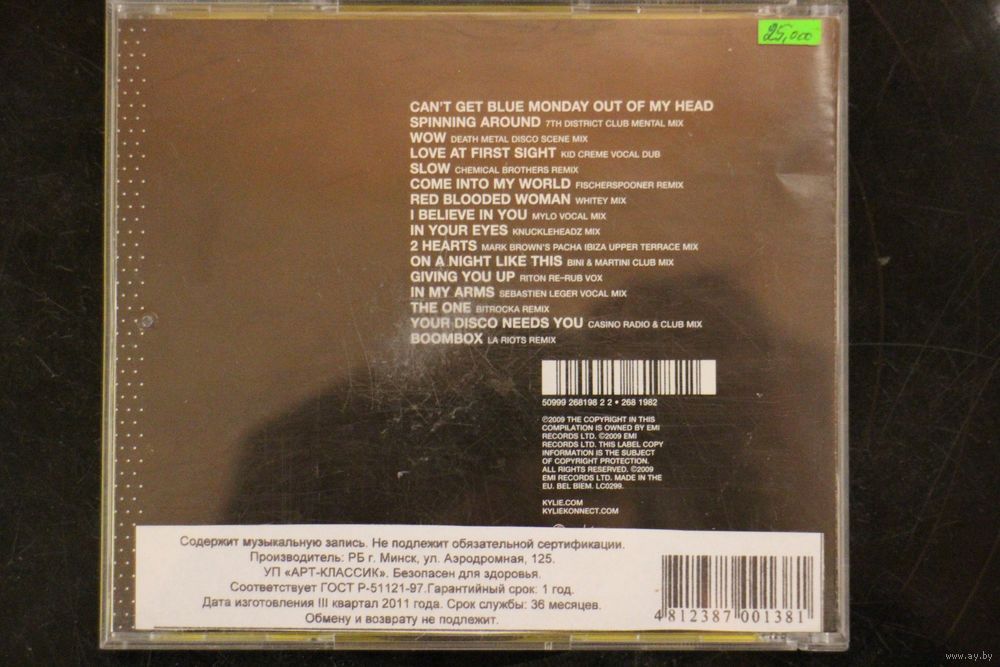 25,000
CAN'T GET BLUE MONDAY OUT OF MY HEAD
SPINNING AROUND 7TH DISTRICT CLUB MENTAL MIX
WOW DEATH METAL DISCO SCENE MIX
LOVE AT FIRST SIGHT KID CREME VOCAL DUB
SLOW CHEMICAL BROTHERS REMIX
COME INTO MY WORLD FISCHERSPOONER REMIX
RED BLOODED WOMAN WHITEY MIX
I BELIEVE IN YOU MYLO VOCAL MIX
IN YOUR EYES KNUCKLEHEADZ MIX
2 HEARTS MARK BROWN'S PACHA IBIZA UPPER TERRACE MIX
ON A NIGHT LIKE THIS BINI & MARTINI CLUB MIX
GIVING YOU UP RITON RE-RUB VOX
IN MY ARMS SEBASTIEN LEGER VOCAL MIX
THE ONE BITROCKA REMIX
YOUR DISCO NEEDS YOU CASINO RADIO & CLUB MIX
BOOMBOX LA RIOTS REMIX
50999 268198 2 2 • 268 1982
℗2009 THE COPYRIGHT IN THIS
COMPILATION IS OWNED BY EMI
RECORDS LTD. ©2009 EMI
RECORDS LTD. THIS LABEL COPY
INFORMATION IS THE SUBJECT
OF COPYRIGHT PROTECTION.
ALL RIGHTS RESERVED. ©2009
EMI RECORDS LTD. MADE IN THE
EU. BEL BIEM. LC0299.
KYLIE.COM
KYLIEKONNECT.COM
Содержит музыкальную запись. Не подлежит обязательной сертификации.
Производитель: РБ г. Минск, ул. Аэродромная, 125.
УП «АРТ-КЛАССИК». Безопасен для здоровья.
Соответствует ГОСТ Р-51121-97.Гарантийный срок: 1 год.
Дата изготовления III квартал 2011 года. Срок службы: 36 месяцев.
Обмену и возврату не подлежит.
4 812387 001381
www.ay.by